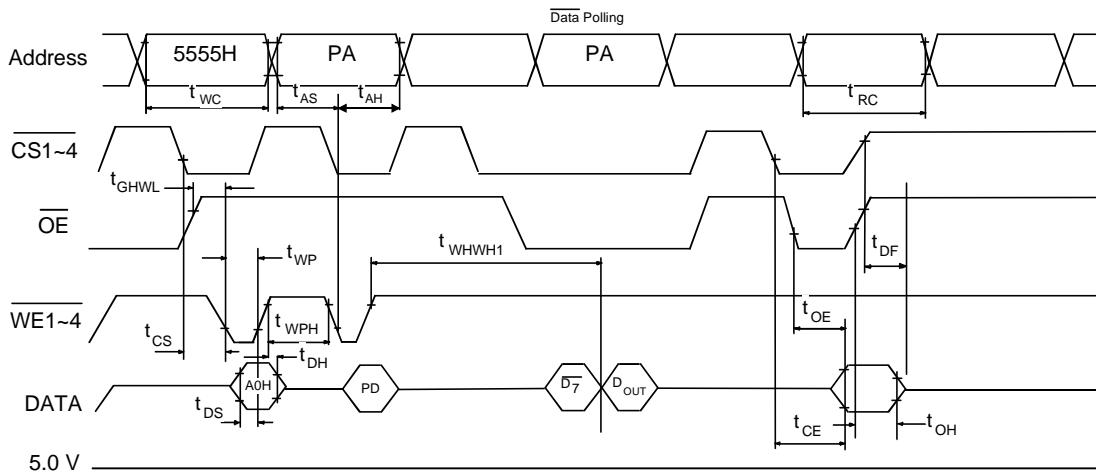 Data Polling
Address 5555H PA PA
tWC tAS tAH tRC
CS1~4
tGHWL
OE
tWP tWHWH1 tDF
WE1~4
tCS tWPH tOE
tDH
DATA A0H PD D7 DOUT
tDS tCE tOH
5.0 V